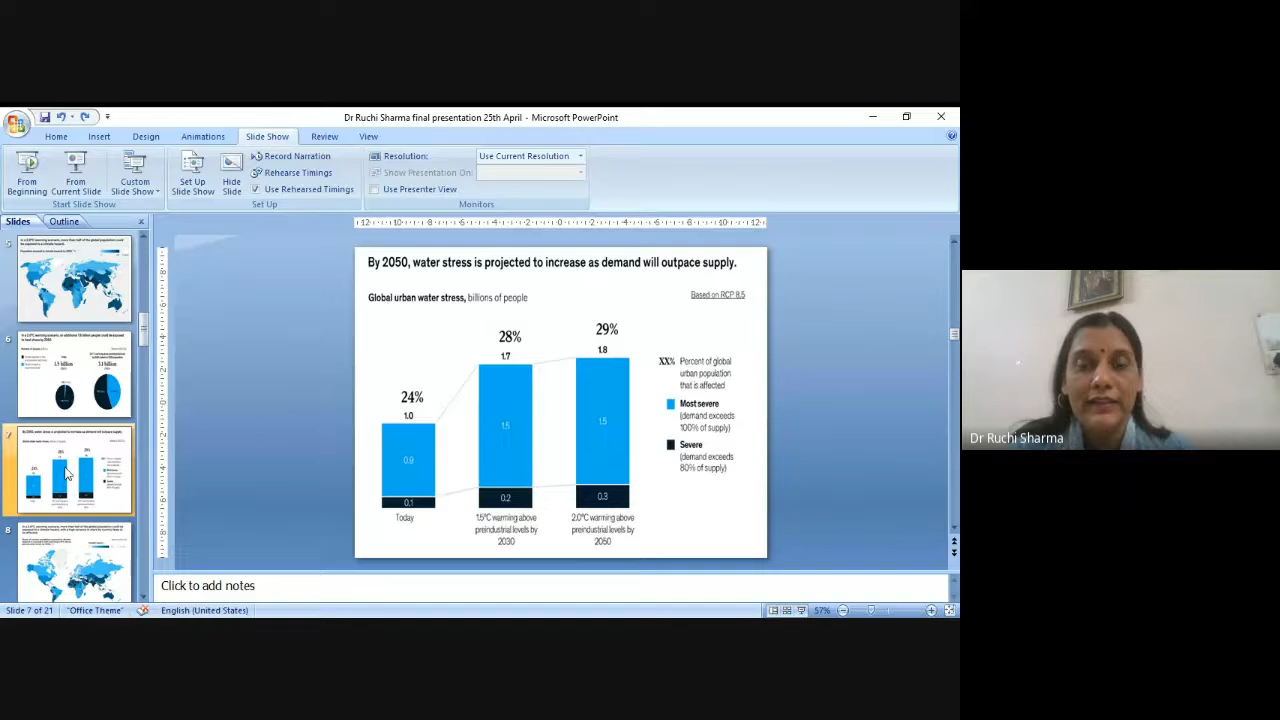 Dr Ruchi Sharma final presentation 25th April - Microsoft PowerPoint
Home Insert Design Animations Slide Show Review View
From Beginning
From Current Slide
Custom Slide Show
Start Slide Show
Set Up Slide Show
Hide Slide
Record Narration
Rehearse Timings
Use Rehearsed Timings
Set Up
Resolution: Use Current Resolution
Show Presentation On:
Use Presenter View
Monitors
Slides Outline
5
6
7
8
By 2050, water stress is projected to increase as demand will outpace supply.
Global urban water stress, billions of people
Based on RCP 8.5
24%
1.0
0.9
0.1
Today
28%
1.7
1.5
0.2
1.5°C warming above
preindustrial levels by
2030
29%
1.8
1.5
0.3
2.0°C warming above
preindustrial levels by
2050
XX% Percent of global
urban population
that is affected
Most severe
(demand exceeds
100% of supply)
Severe
(demand exceeds
80% of supply)
Click to add notes
Slide 7 of 21 "Office Theme" English (United States) 57%
Dr Ruchi Sharma